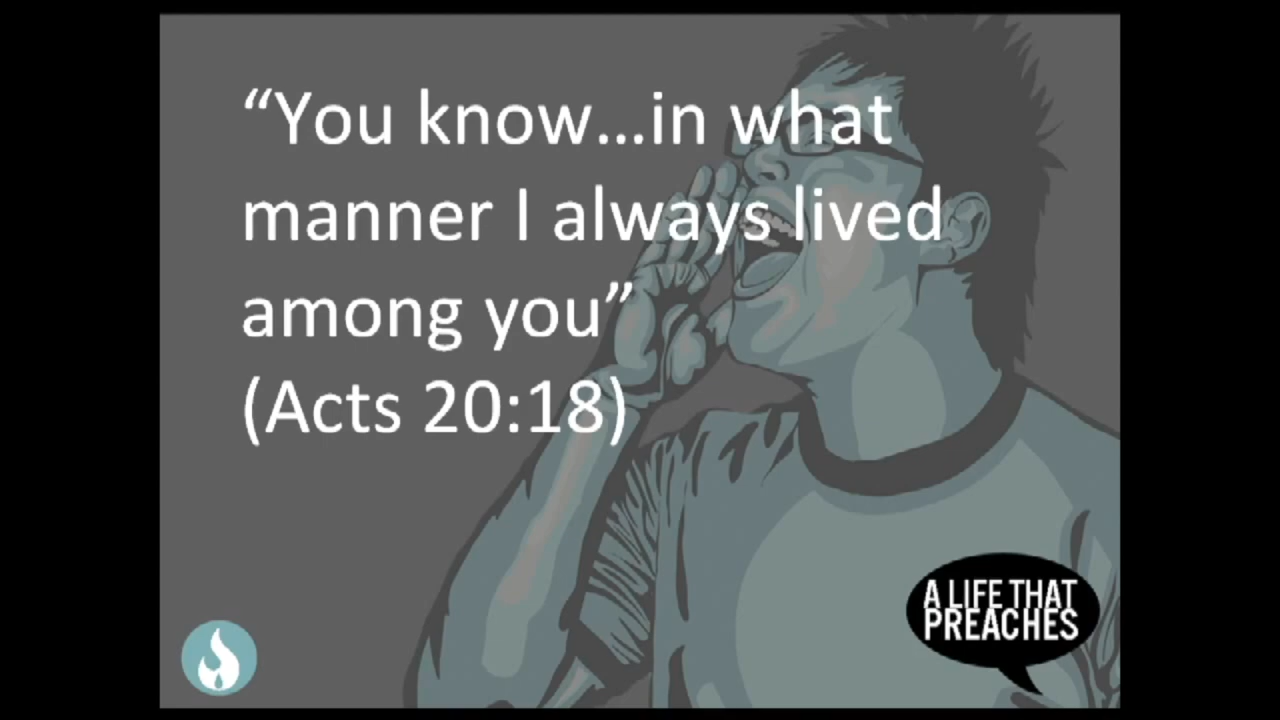 “You know...in what
manner I always lived
among you”
(Acts 20:18)
A LIFE THAT
PREACHES